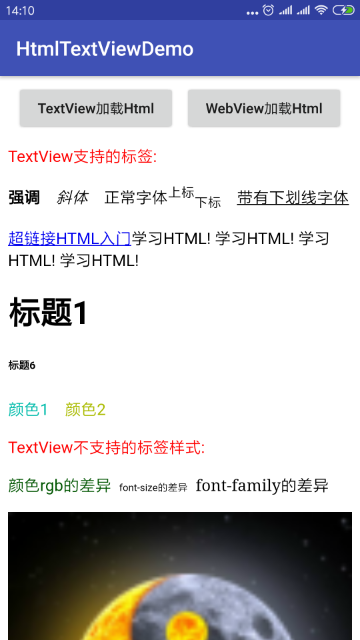 14:10
HtmlTextViewDemo
TextView加载Html WebView加载Html
TextView支持的标签:
强调 斜体 正常字体上标下标 带有下划线字体
超链接HTML入门学习HTML! 学习HTML! 学习
HTML! 学习HTML!
标题1
标题6
颜色1 颜色2
TextView不支持的标签样式:
颜色rgb的差异 font-size的差异 font-family的差异